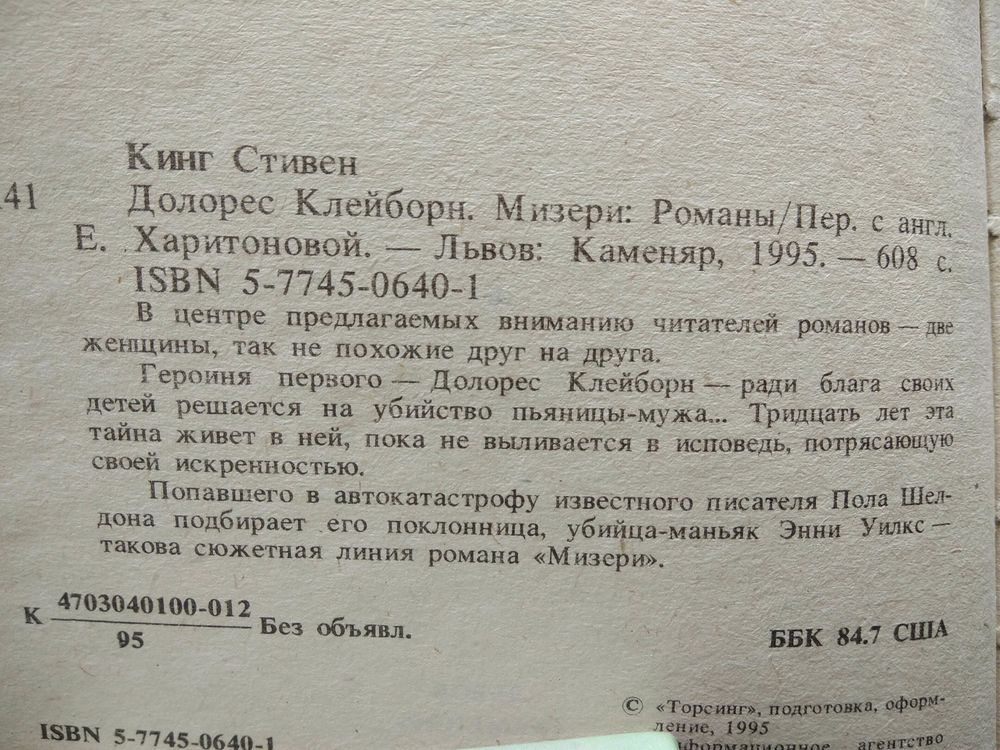 Кинг Стивен
41 Долорес Клейборн. Мизери: Романы/Пер. с англ.
Е. Харитоновой. — Львов: Каменяр, 1995. — 608 с.
ISBN 5-7745-0640-1
В центре предлагаемых вниманию читателей романов — две
женщины, так не похожие друг на друга.
Героиня первого — Долорес Клейборн — ради блага своих
детей решается на убийство пьяницы-мужа... Тридцать лет эта
тайна живет в ней, пока не выливается в исповедь, потрясающую
своей искренностью.
Попавшего в автокатастрофу известного писателя Пола Шел-
дона подбирает его поклонница, убийца-маньяк Энни Уилкс —
такова сюжетная линия романа «Мизери».
К 4703040100-012
95
Без объявл.
ББК 84.7 США
© «Торсинг», подготовка, оформ-
ление, 1995
ISBN 5-7745-0640-1
агентство